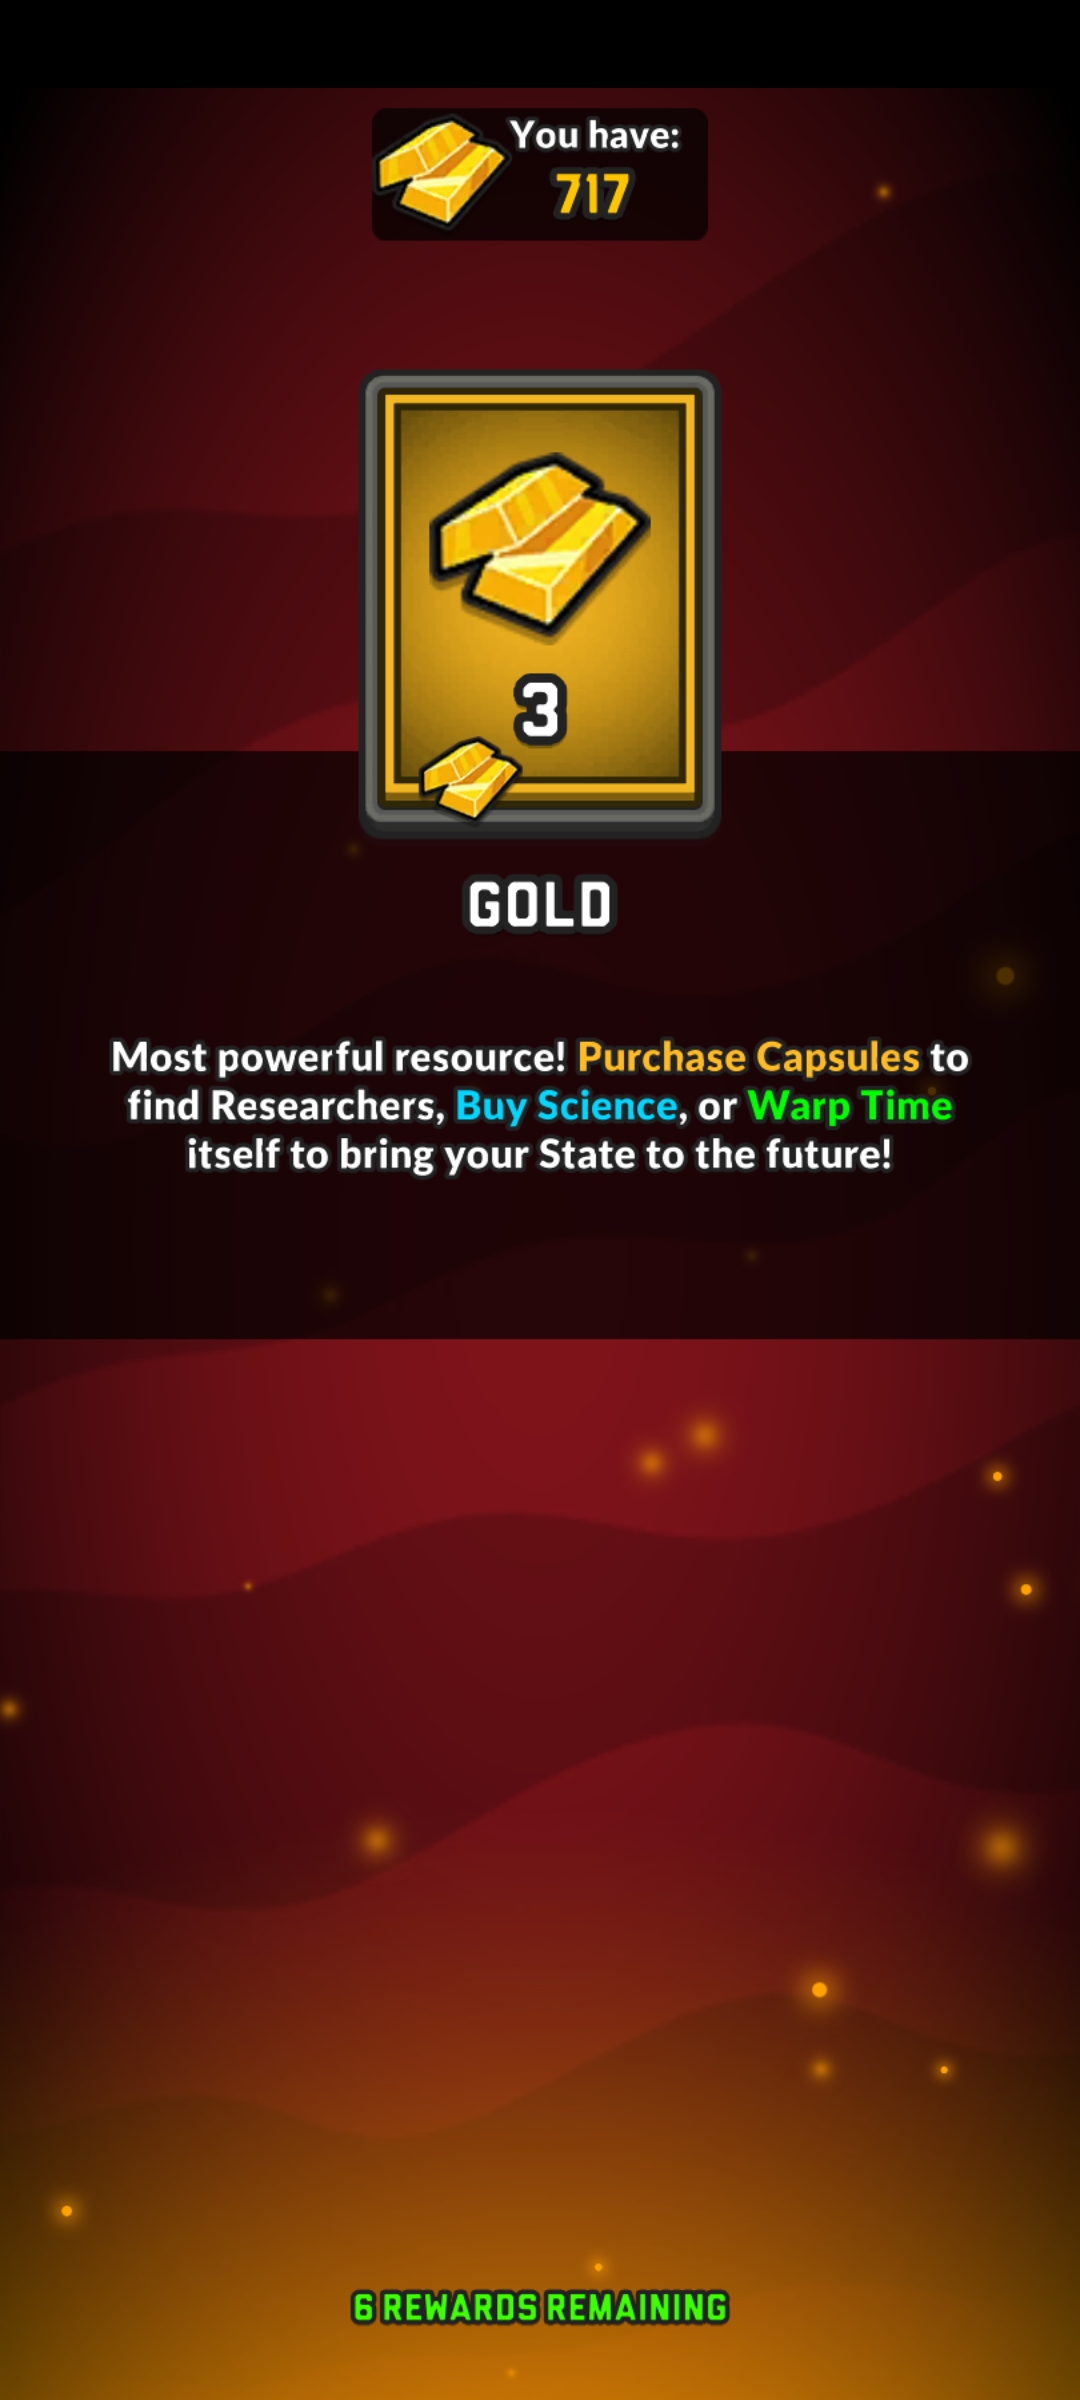 You have:
717
3
GOLD
Most powerful resource! Purchase Capsules to
find Researchers, Buy Science, or Warp Time
itself to bring your State to the future!
6 REWARDS REMAINING